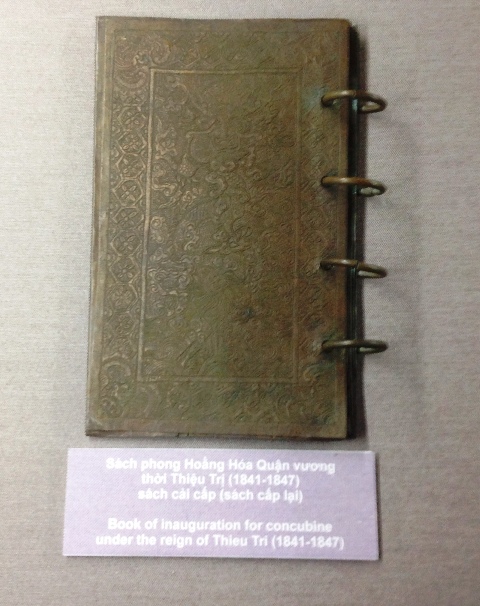 Sách phong Hoằng Hóa Quận vương
thời Thiệu Trị (1841-1847)
sách cải cấp (sách cấp lại)
Book of inauguration for concubine
under the reign of Thieu Tri (1841-1847)